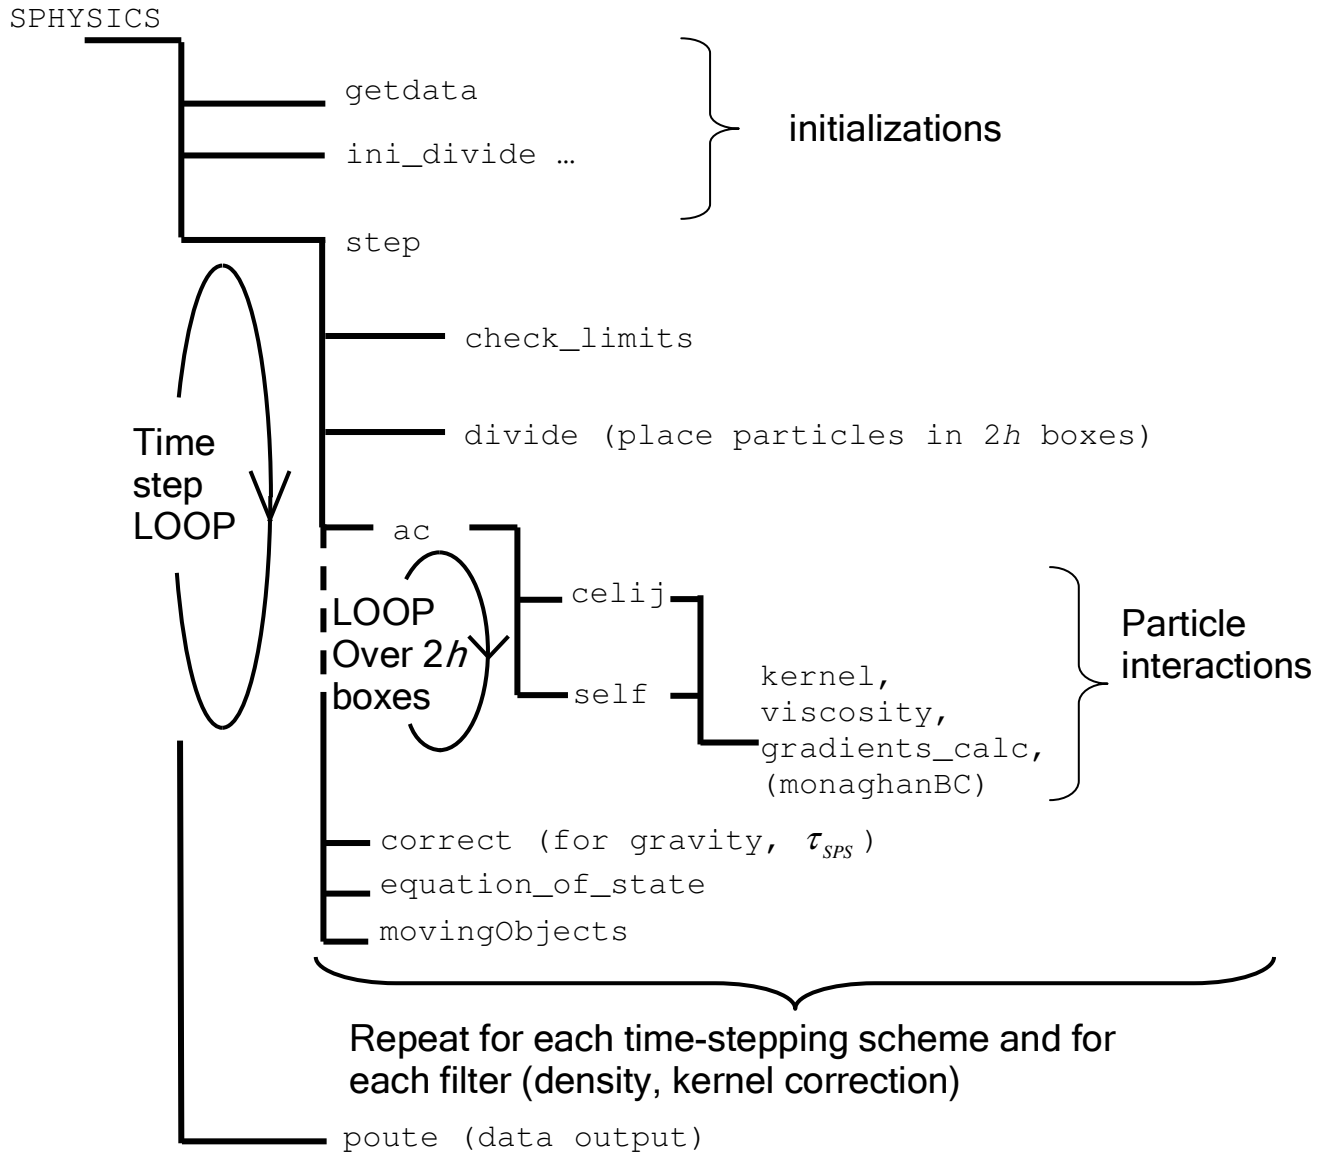 SPHYSICS
getdata
initializations
ini_divide …
step
check_limits
Time
step
LOOP
divide (place particles in 2h boxes)
ac
celij
LOOP
Over 2h
boxes
self
kernel,
viscosity,
gradients_calc,
(monaghanBC)
Particle
interactions
correct (for gravity, τSPS )
equation_of_state
movingObjects
Repeat for each time-stepping scheme and for
each filter (density, kernel correction)
poute (data output)